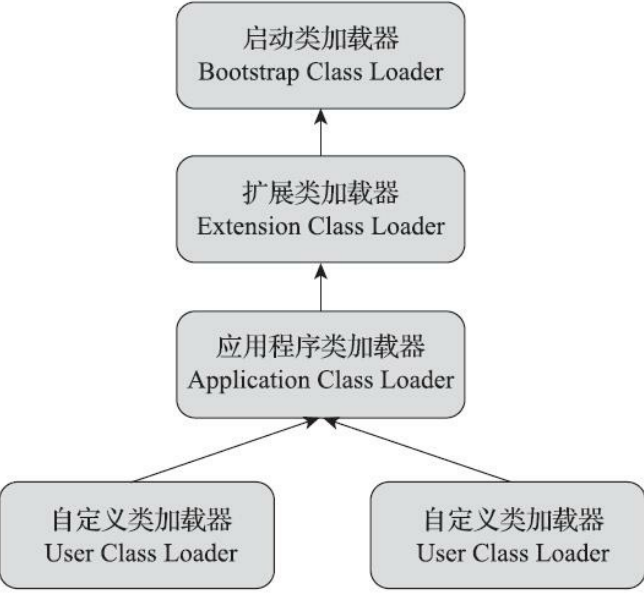 启动类加载器
Bootstrap Class Loader
扩展类加载器
Extension Class Loader
应用程序类加载器
Application Class Loader
自定义类加载器
User Class Loader
自定义类加载器
User Class Loader